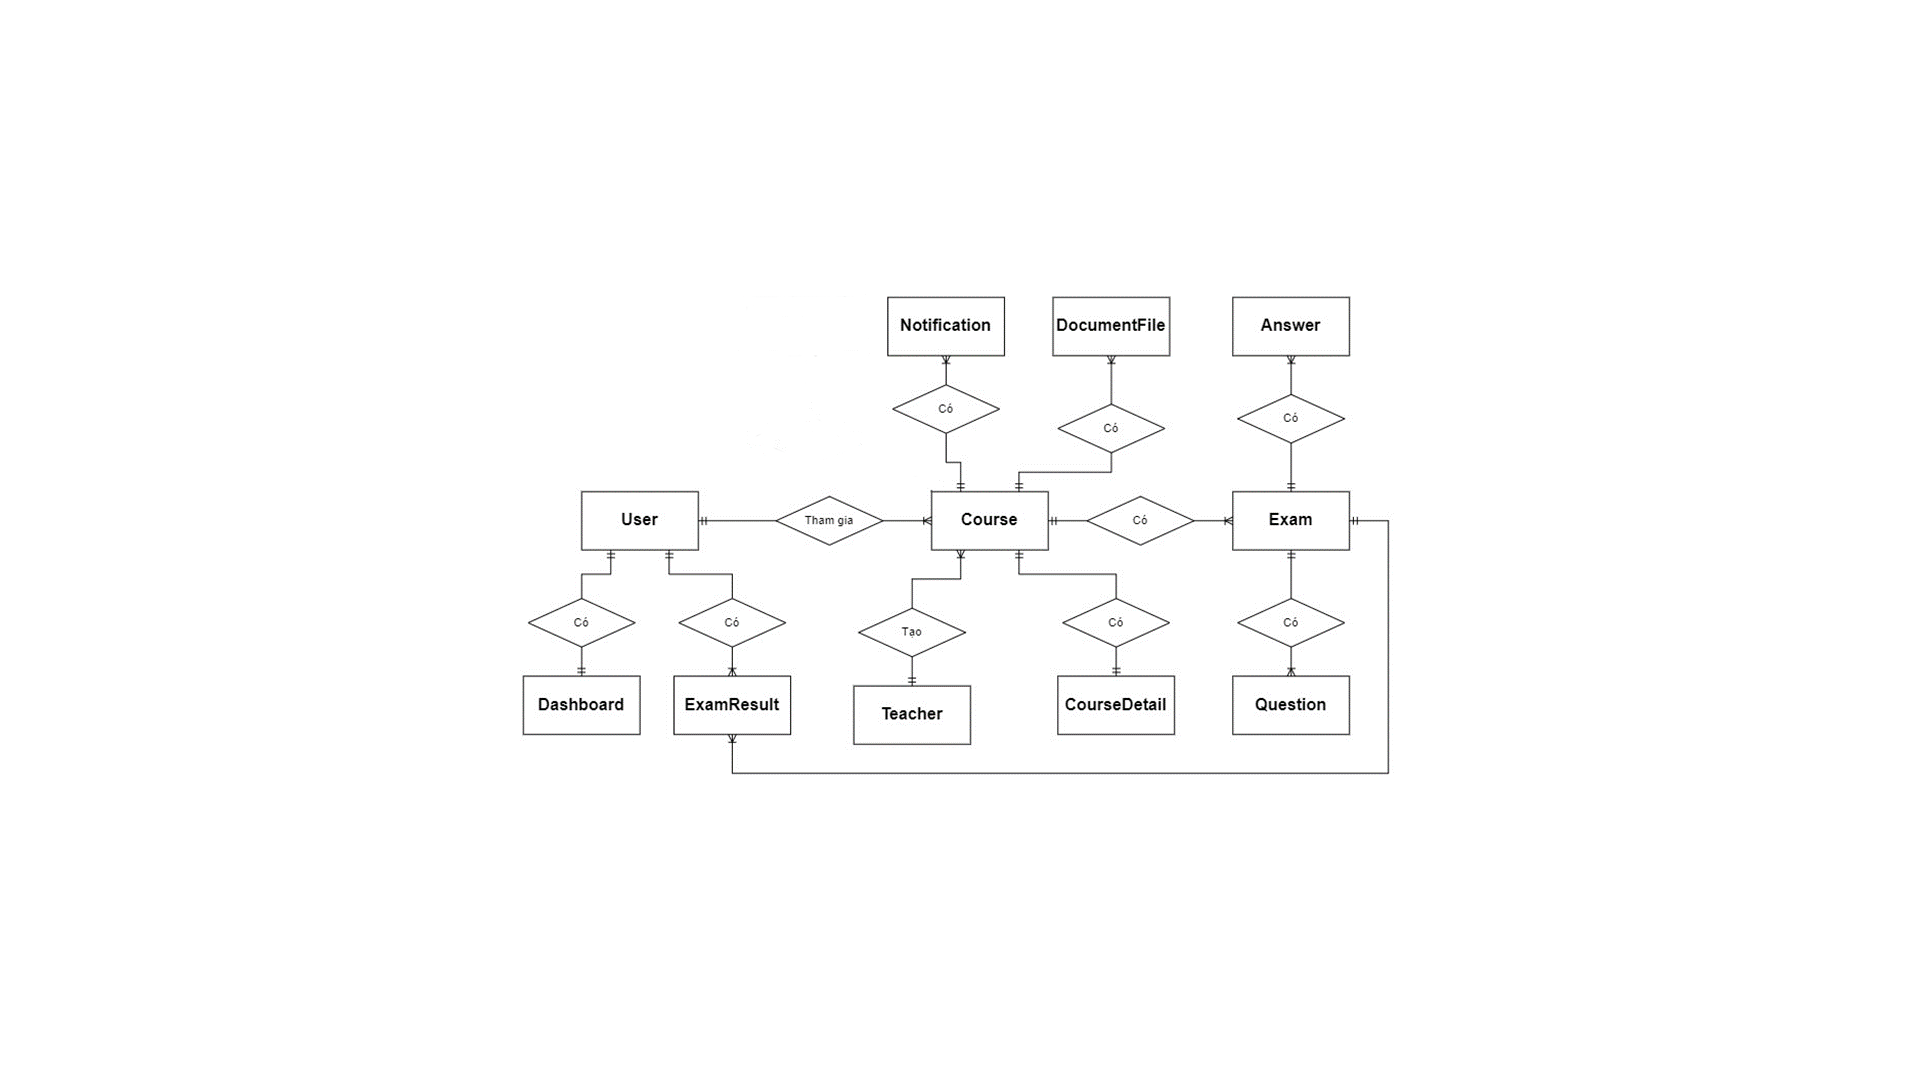 Notification
DocumentFile
Answer
Có
Có
Có
User
Tham gia
Course
Có
Exam
Có
Có
Tạo
Có
Có
Dashboard
ExamResult
Teacher
CourseDetail
Question